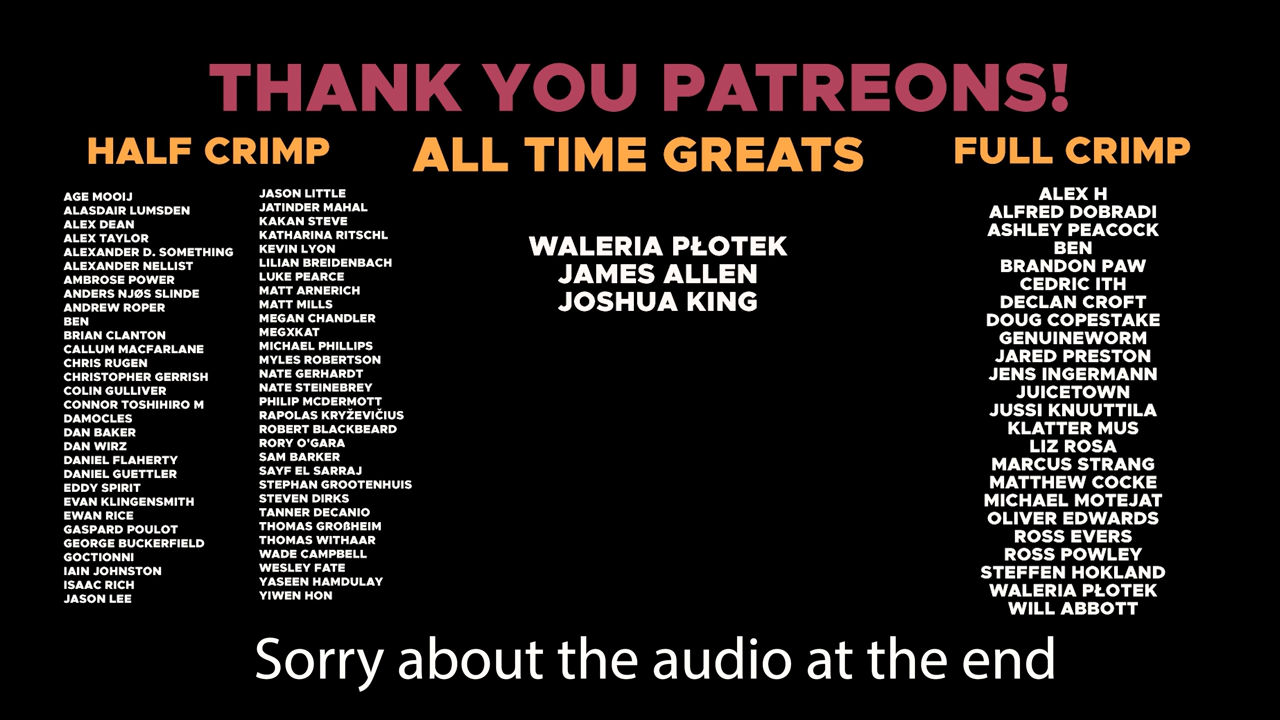 THANK YOU PATREONS!
HALF CRIMP
AGE MOOIJ
ALASDAIR LUMSDEN
ALEX DEAN
ALEX TAYLOR
ALEXANDER D. SOMETHING
ALEXANDER NELLIST
AMBROSE POWER
ANDERS NJØS SLINDE
ANDREW ROPER
BEN
BRIAN CLANTON
CALLUM MACFARLANE
CHRIS RUGEN
CHRISTOPHER GERRISH
COLIN GULLIVER
CONNOR TOSHIHIRO M
DAMOCLES
DAN BAKER
DAN WIRZ
DANIEL FLAHERTY
DANIEL GUETTLER
EDDY SPIRIT
EVAN KLINGENSMITH
EWAN RICE
GASPARD POULOT
GEORGE BUCKERFIELD
GOCTIONNI
IAIN JOHNSTON
ISAAC RICH
JASON LEE
JASON LITTLE
JATINDER MAHAL
KAKAN STEVE
KATHARINA RITSCHL
KEVIN LYON
LILIAN BREIDENBACH
LUKE PEARCE
MATT ARNERICH
MATT MILLS
MEGAN CHANDLER
MEGXKAT
MICHAEL PHILLIPS
MYLES ROBERTSON
NATE GERHARDT
NATE STEINEBREY
PHILIP MCDERMOTT
RAPOLAS KRYŽEVIČIUS
ROBERT BLACKBEARD
RORY O'GARA
SAM BARKER
SAYF EL SARRAJ
STEPHAN GROOTENHUIS
STEVEN DIRKS
TANNER DECANIO
THOMAS GROßHEIM
THOMAS WITHAAR
WADE CAMPBELL
WESLEY FATE
YASEEN HAMDULAY
YIWEN HON
ALL TIME GREATS
WALERIA PŁOTEK
JAMES ALLEN
JOSHUA KING
FULL CRIMP
ALEX H
ALFRED DOBRADI
ASHLEY PEACOCK
BEN
BRANDON PAW
CEDRIC ITH
DECLAN CROFT
DOUG COPESTAKE
GENUINEWORM
JARED PRESTON
JENS INGERMANN
JUICETOWN
JUSSI KNUUTTILA
KLATTER MUS
LIZ ROSA
MARCUS STRANG
MATTHEW COCKE
MICHAEL MOTEJAT
OLIVER EDWARDS
ROSS EVERS
ROSS POWLEY
STEFFEN HOKLAND
WALERIA PŁOTEK
WILL ABBOTT
Sorry about the audio at the end